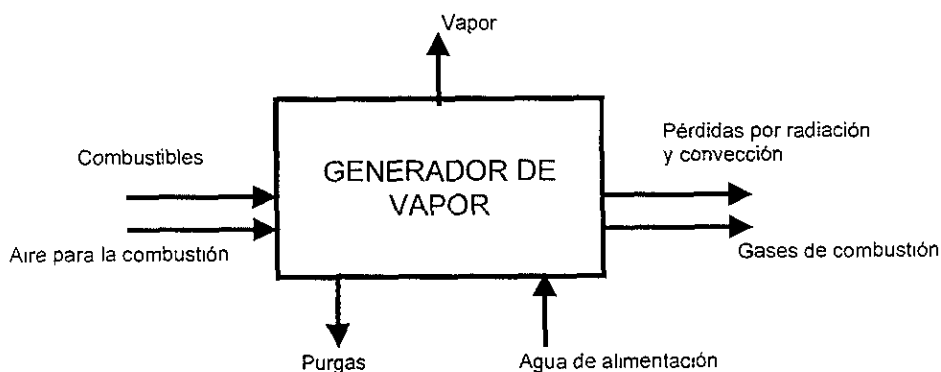 Vapor
Combustibles
Aire para la combustión
GENERADOR DE
VAPOR
Pérdidas por radiación
y convección
Gases de combustión
Purgas
Agua de alimentación